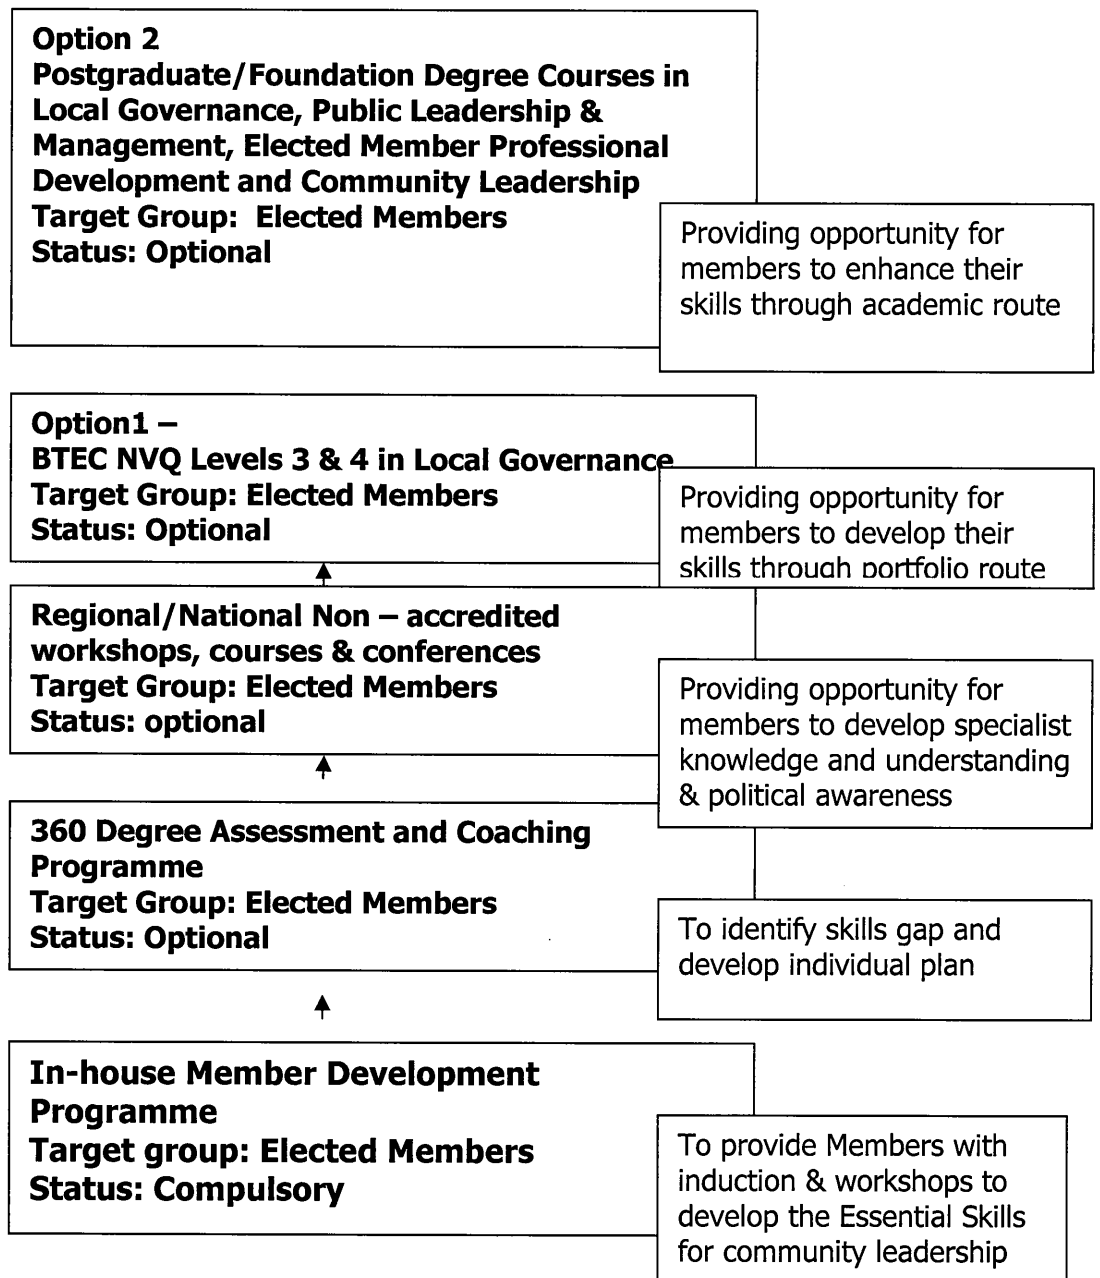 Option 2
Postgraduate/Foundation Degree Courses in
Local Governance, Public Leadership &
Management, Elected Member Professional
Development and Community Leadership
Target Group:  Elected Members
Status: Optional
Providing opportunity for
members to enhance their
skills through academic route
Option1 –
BTEC NVQ Levels 3 & 4 in Local Governance
Target Group: Elected Members
Status: Optional
Providing opportunity for
members to develop their
skills through portfolio route
Regional/National Non – accredited
workshops, courses & conferences
Target Group: Elected Members
Status: optional
Providing opportunity for
members to develop specialist
knowledge and understanding
& political awareness
360 Degree Assessment and Coaching
Programme
Target Group: Elected Members
Status: Optional
To identify skills gap and
develop individual plan
In-house Member Development
Programme
Target group: Elected Members
Status: Compulsory
To provide Members with
induction & workshops to
develop the Essential Skills
for community leadership